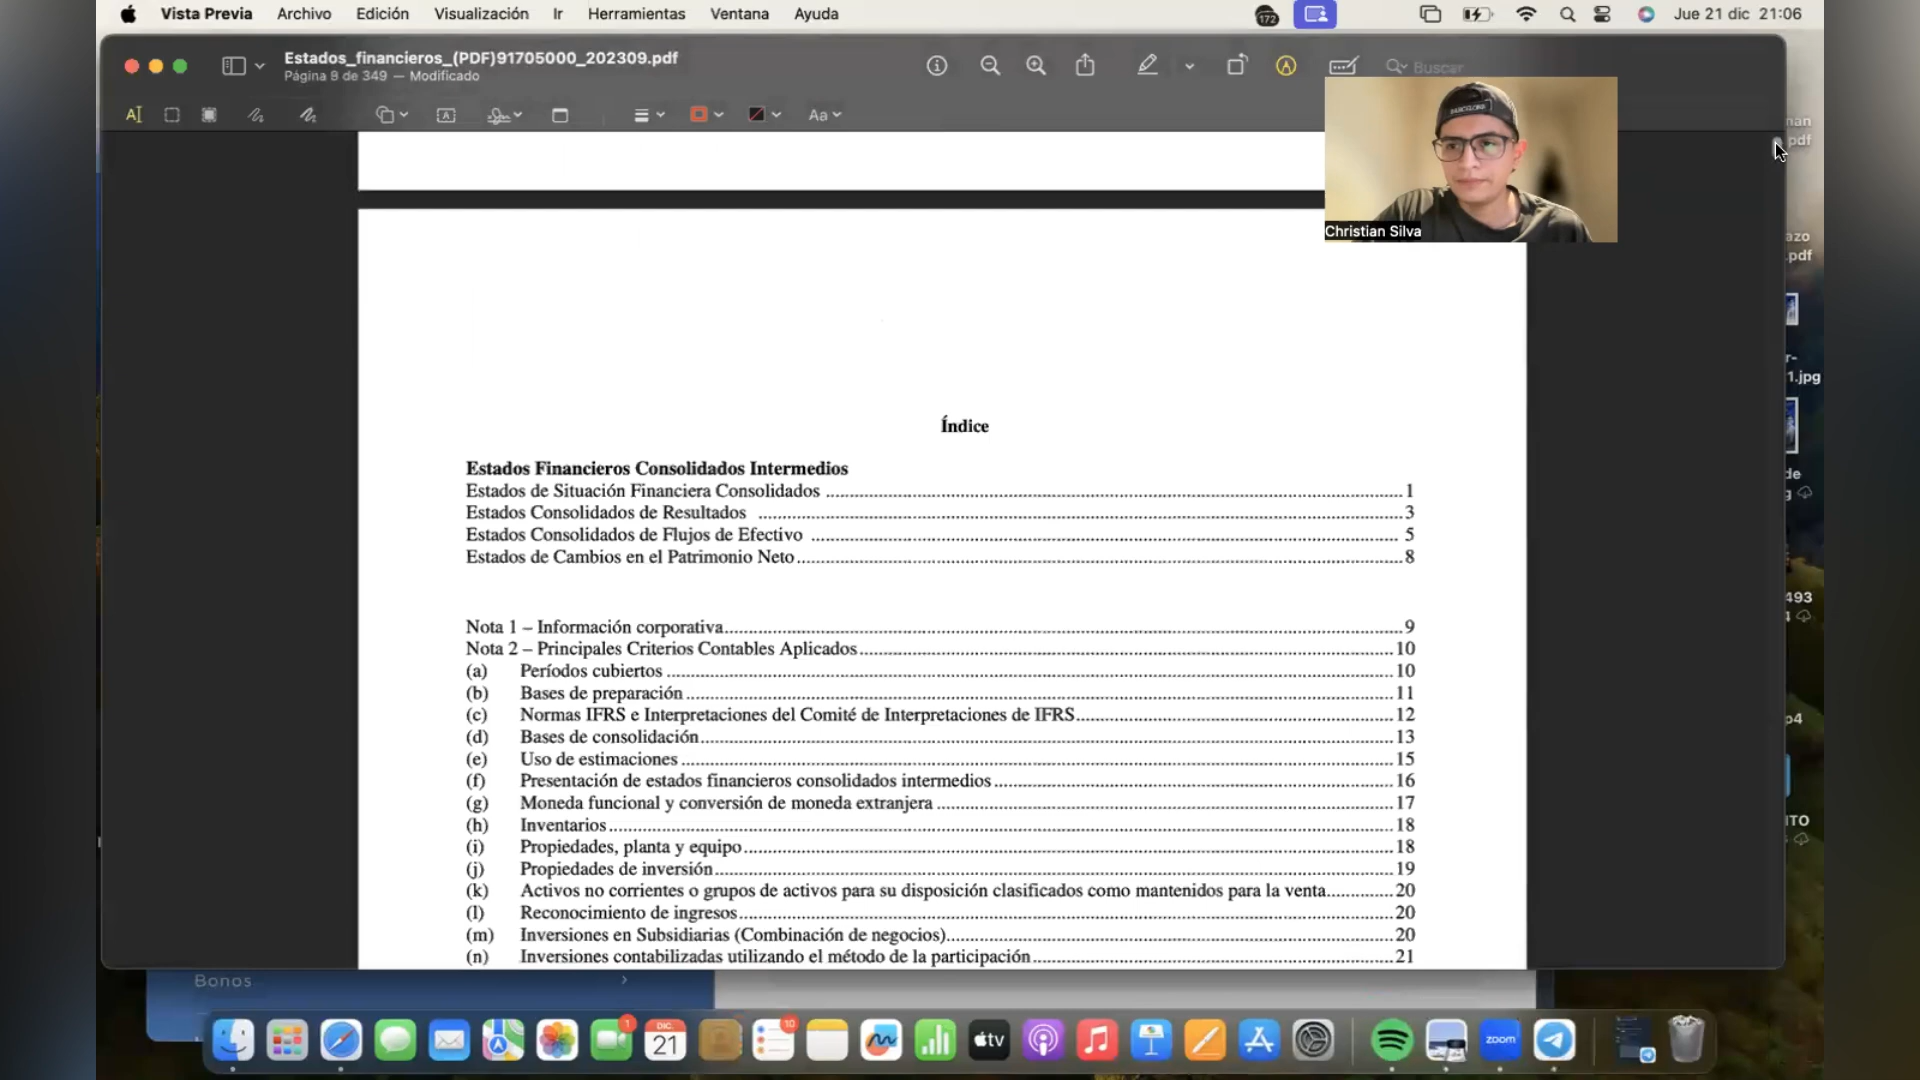 Vista Previa Archivo Edición Visualización Ir Herramientas Ventana Ayuda
172
Jue 21 dic 21:06
Estados_financieros_(PDF)91705000_202309.pdf
Página 8 de 349 — Modificado
Buscar
Christian Silva
Índice
Estados Financieros Consolidados Intermedios
Estados de Situación Financiera Consolidados 1
Estados Consolidados de Resultados 3
Estados Consolidados de Flujos de Efectivo 5
Estados de Cambios en el Patrimonio Neto 8
Nota 1 – Información corporativa 9
Nota 2 – Principales Criterios Contables Aplicados 10
(a) Períodos cubiertos 10
(b) Bases de preparación 11
(c) Normas IFRS e Interpretaciones del Comité de Interpretaciones de IFRS 12
(d) Bases de consolidación 13
(e) Uso de estimaciones 15
(f) Presentación de estados financieros consolidados intermedios 16
(g) Moneda funcional y conversión de moneda extranjera 17
(h) Inventarios 18
(i) Propiedades, planta y equipo 18
(j) Propiedades de inversión 19
(k) Activos no corrientes o grupos de activos para su disposición clasificados como mantenidos para la venta 20
(l) Reconocimiento de ingresos 20
(m) Inversiones en Subsidiarias (Combinación de negocios) 20
(n) Inversiones contabilizadas utilizando el método de la participación 21
Bonos
1
DIC.
21
10
tv
zoom